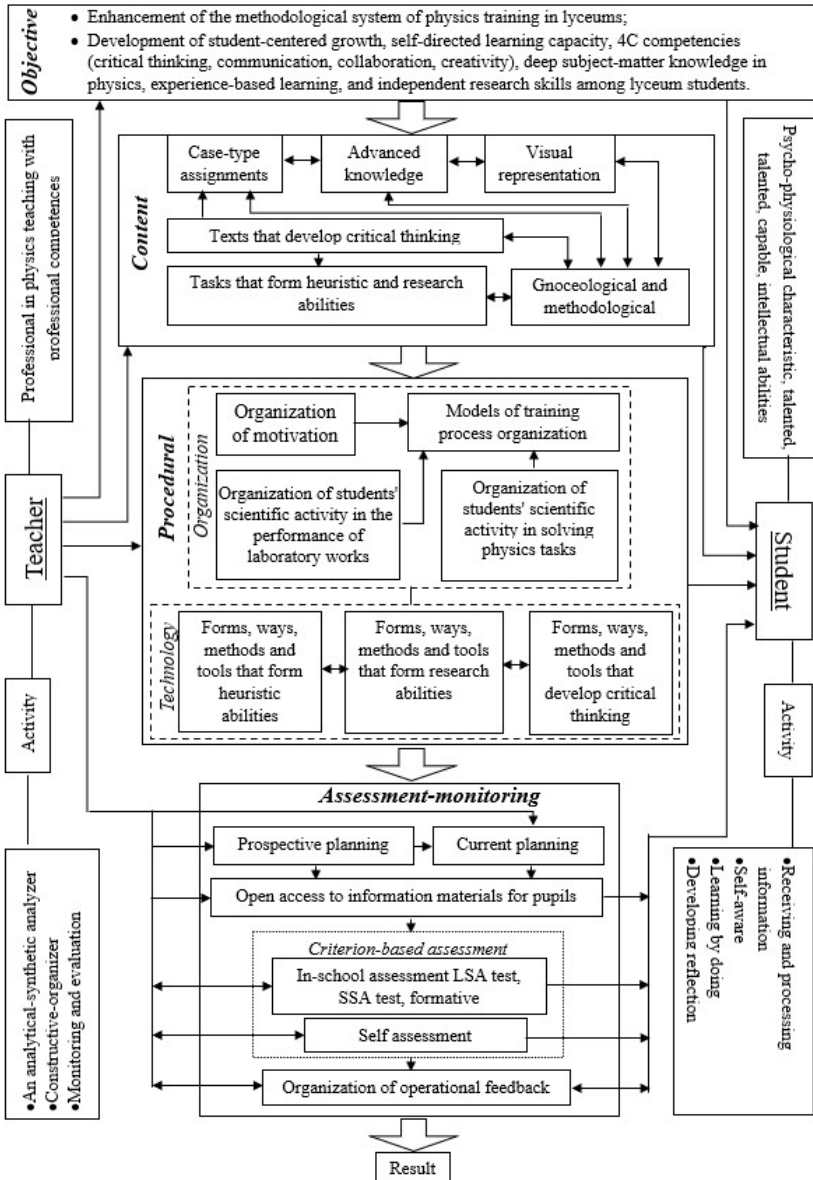 Objective
• Enhancement of the methodological system of physics training in lyceums;
• Development of student-centered growth, self-directed learning capacity, 4C competencies
(critical thinking, communication, collaboration, creativity), deep subject-matter knowledge in
physics, experience-based learning, and independent research skills among lyceum students.
Professional in physics teaching with
professional competences
Teacher
Activity
●An analytical-synthetic analyzer
●Constructive-organizer
●Monitoring and evaluation
Content
Case-type
assignments
Advanced
knowledge
Visual
representation
Texts that develop critical thinking
Tasks that form heuristic and research
abilities
Gnoceological and
methodological
Procedural
Organization
Organization
of motivation
Models of training
process organization
Organization of students'
scientific activity in the
performance of
laboratory works
Organization of
students' scientific
activity in solving
physics tasks
Technology
Forms, ways,
methods and
tools that form
heuristic
abilities
Forms, ways,
methods and tools
that form research
abilities
Forms, ways,
methods and
tools that
develop critical
thinking
Assessment-monitoring
Prospective planning
Current planning
Open access to information materials for pupils
Criterion-based assessment
In-school assessment LSA test,
SSA test, formative
Self assessment
Organization of operational feedback
Result
Psycho-physiological characteristic, talented,
talented, capable, intellectual abilities
Student
Activity
●Receiving and processing
information
●Self-aware
●Learning by doing
●Developing reflection